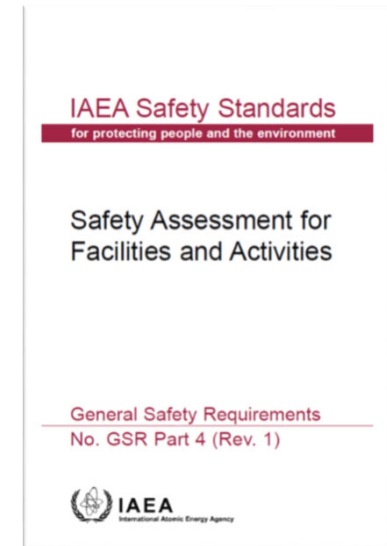 IAEA Safety Standards
for protecting people and the environment
Safety Assessment for
Facilities and Activities
General Safety Requirements
No. GSR Part 4 (Rev. 1)
IAEA
International Atomic Energy Agency